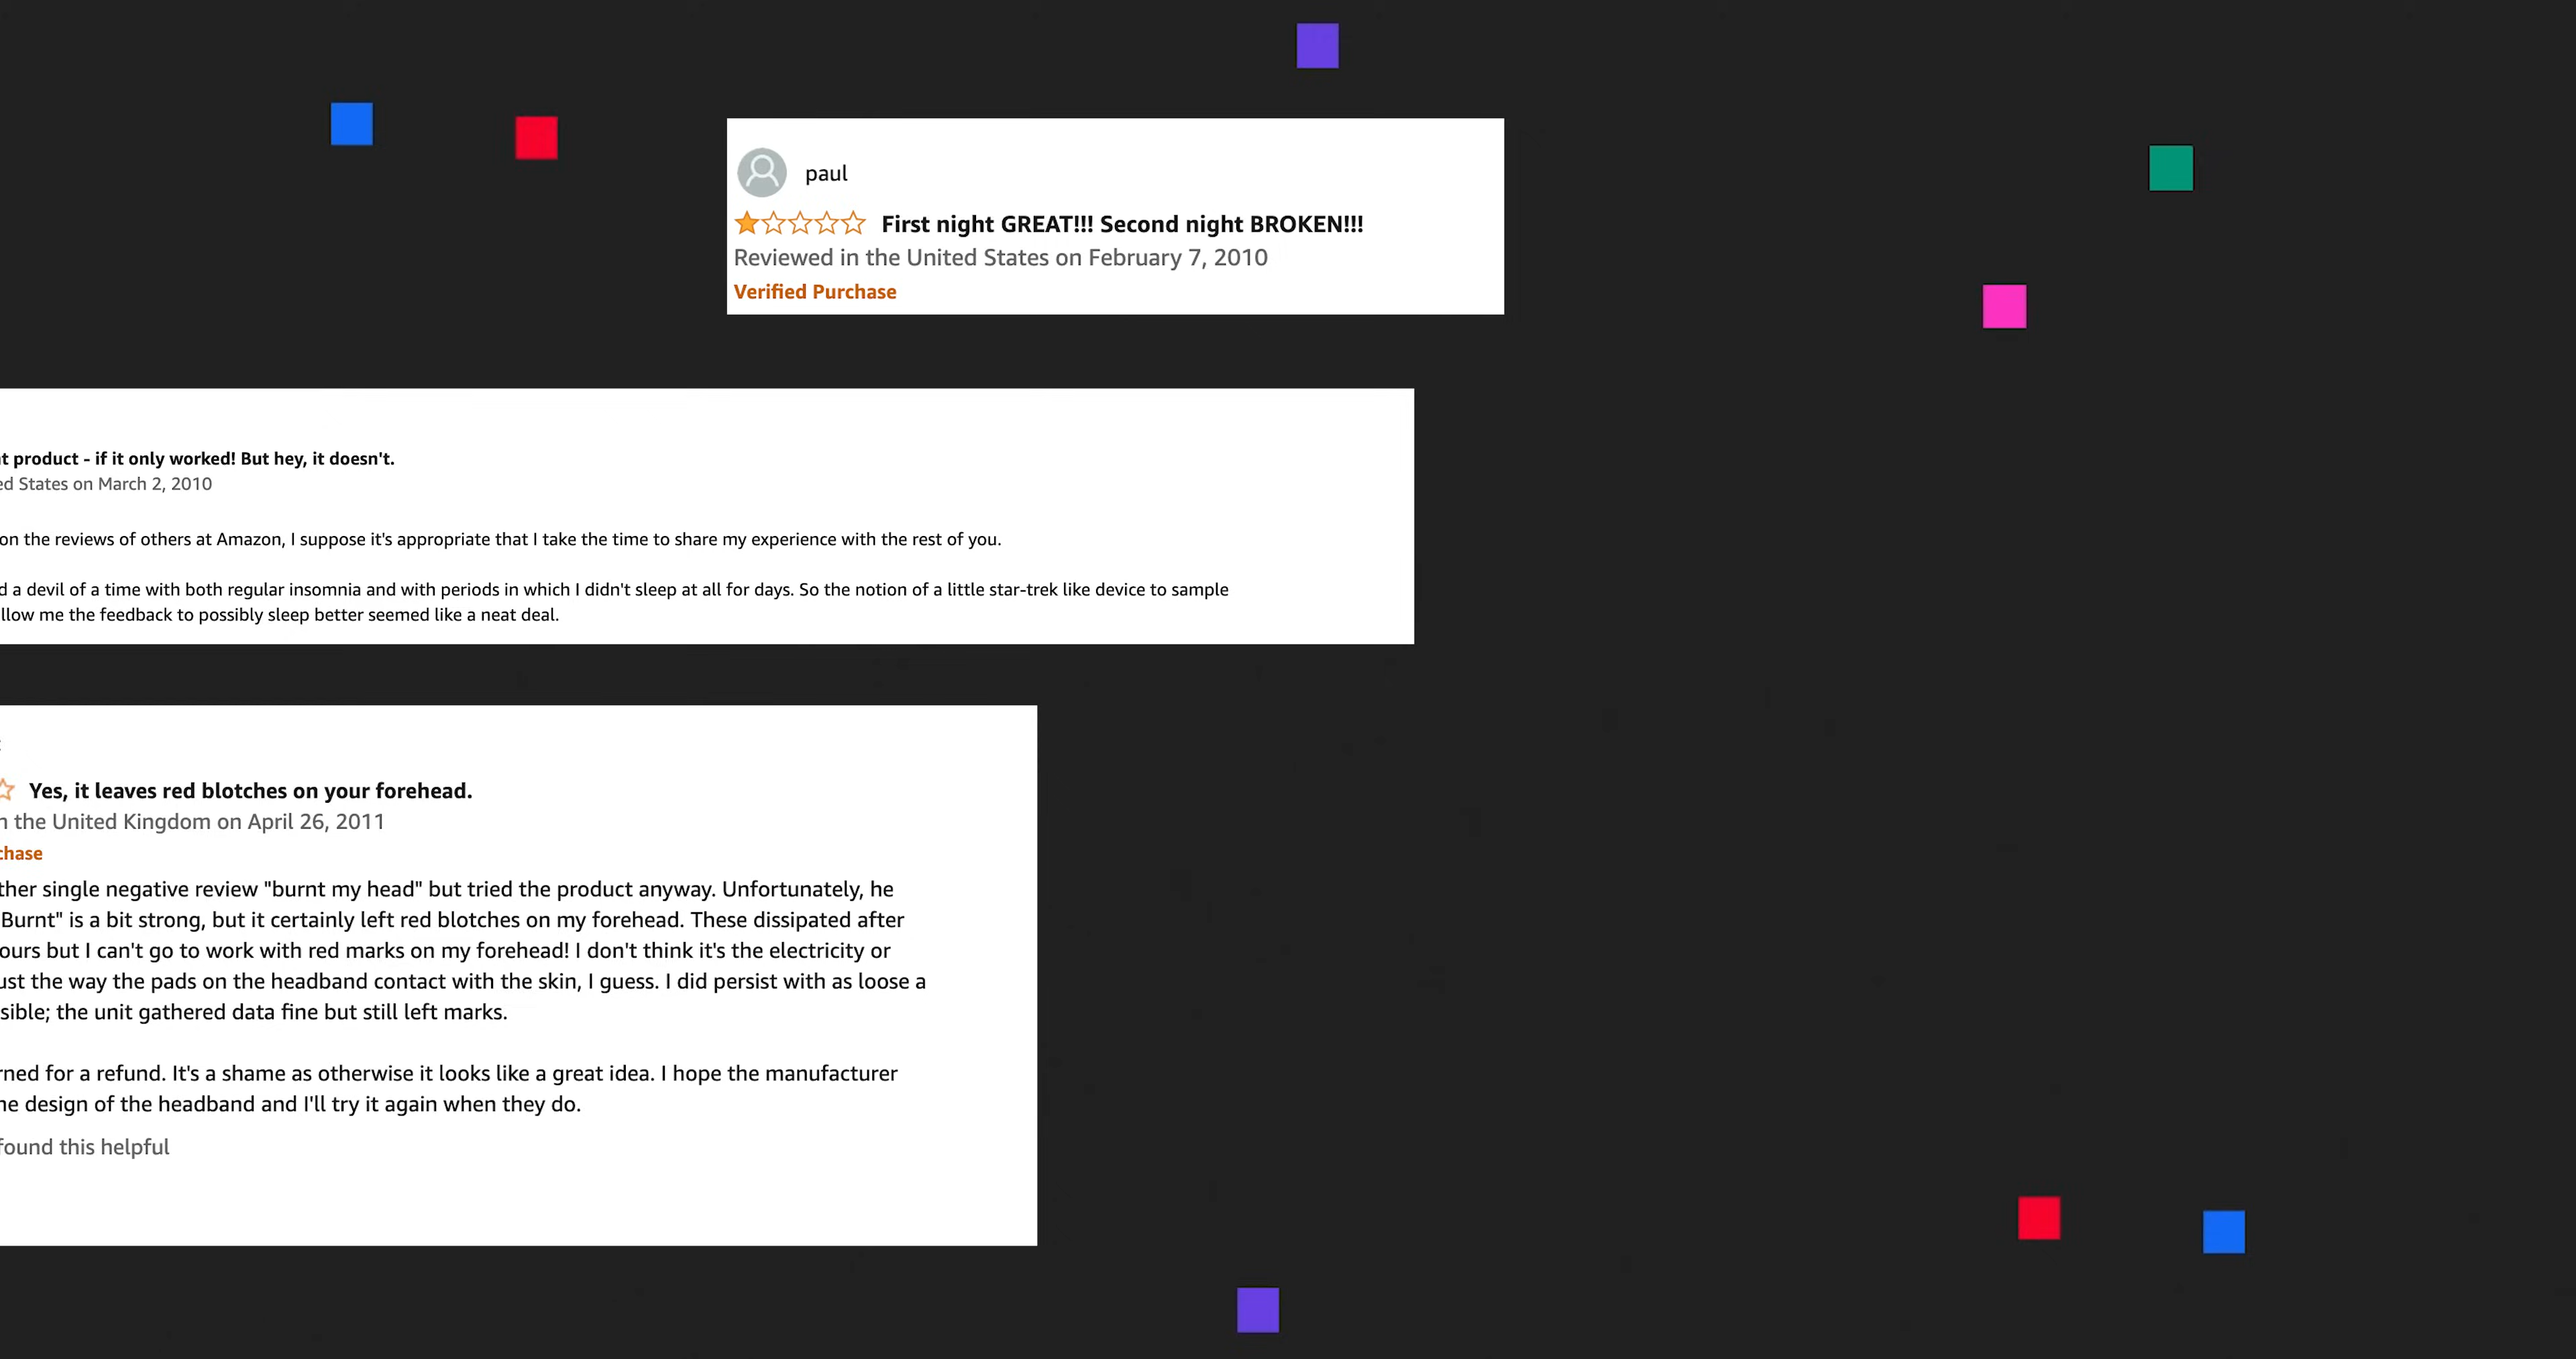 paul
First night GREAT!!! Second night BROKEN!!!
Reviewed in the United States on February 7, 2010
Verified Purchase
product - if it only worked! But hey, it doesn't.
States on March 2, 2010
on the reviews of others at Amazon, I suppose it's appropriate that I take the time to share my experience with the rest of you.
a devil of a time with both regular insomnia and with periods in which I didn't sleep at all for days. So the notion of a little star-trek like device to sample
me the feedback to possibly sleep better seemed like a neat deal.
Yes, it leaves red blotches on your forehead.
the United Kingdom on April 26, 2011
single negative review "burnt my head" but tried the product anyway. Unfortunately, he
Burnt" is a bit strong, but it certainly left red blotches on my forehead. These dissipated after
but I can't go to work with red marks on my forehead! I don't think it's the electricity or
the way the pads on the headband contact with the skin, I guess. I did persist with as loose a
the unit gathered data fine but still left marks.
for a refund. It's a shame as otherwise it looks like a great idea. I hope the manufacturer
design of the headband and I'll try it again when they do.
found this helpful